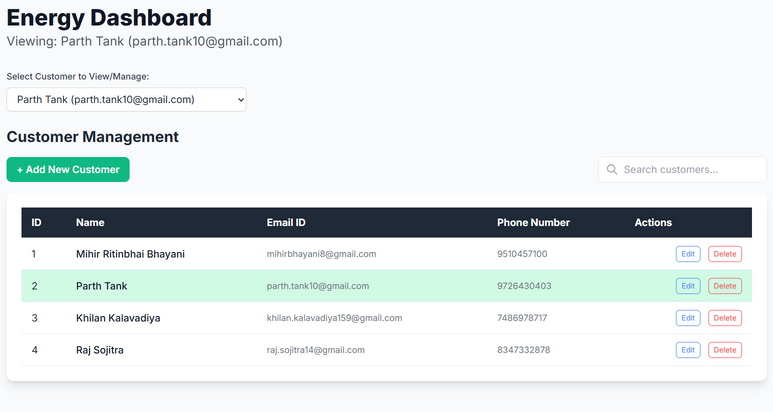 Energy Dashboard
Viewing: Parth Tank (parth.tank10@gmail.com)
Select Customer to View/Manage:
Parth Tank (parth.tank10@gmail.com)
Customer Management
+ Add New Customer
Search customers...
ID Name Email ID Phone Number Actions
1 Mihir Ritinbhai Bhayani mihirbhayani8@gmail.com 9510457100 Edit Delete
2 Parth Tank parth.tank10@gmail.com 9726430403 Edit Delete
3 Khilan Kalavadiya khilan.kalavadiya159@gmail.com 7486978717 Edit Delete
4 Raj Sojitra raj.sojitra14@gmail.com 8347332878 Edit Delete